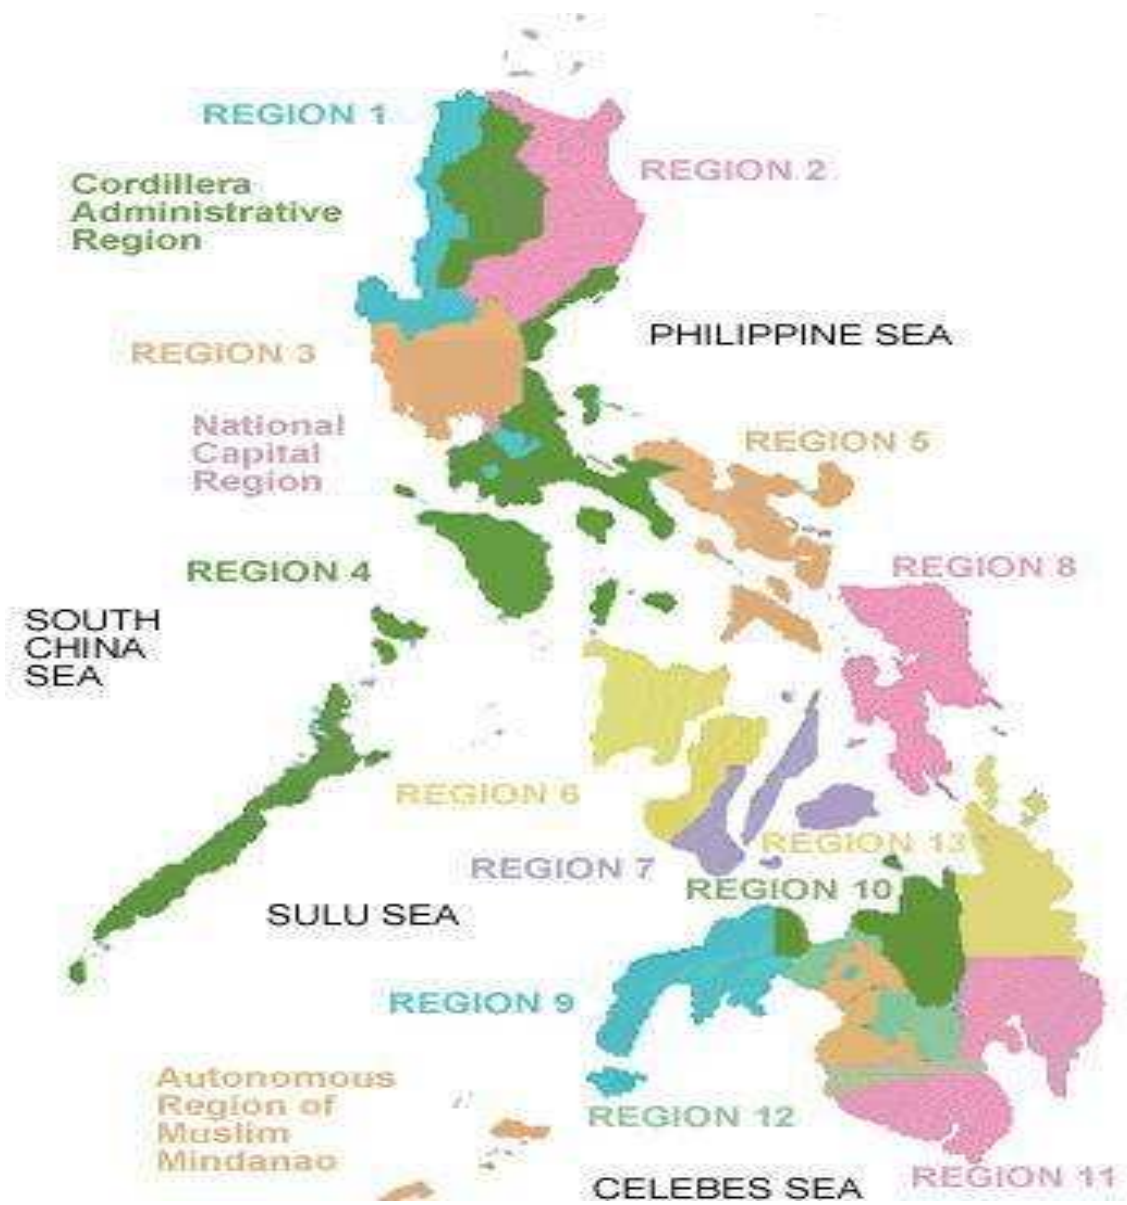 REGION 1
REGION 2
Cordillera
Administrative
Region
PHILIPPINE SEA
REGION 3
National
Capital
Region
REGION 5
REGION 4
REGION 8
SOUTH
CHINA
SEA
REGION 6
REGION 13
REGION 7
REGION 10
SULU SEA
REGION 9
Autonomous
Region of
Muslim
Mindanao
REGION 12
REGION 11
CELEBES SEA